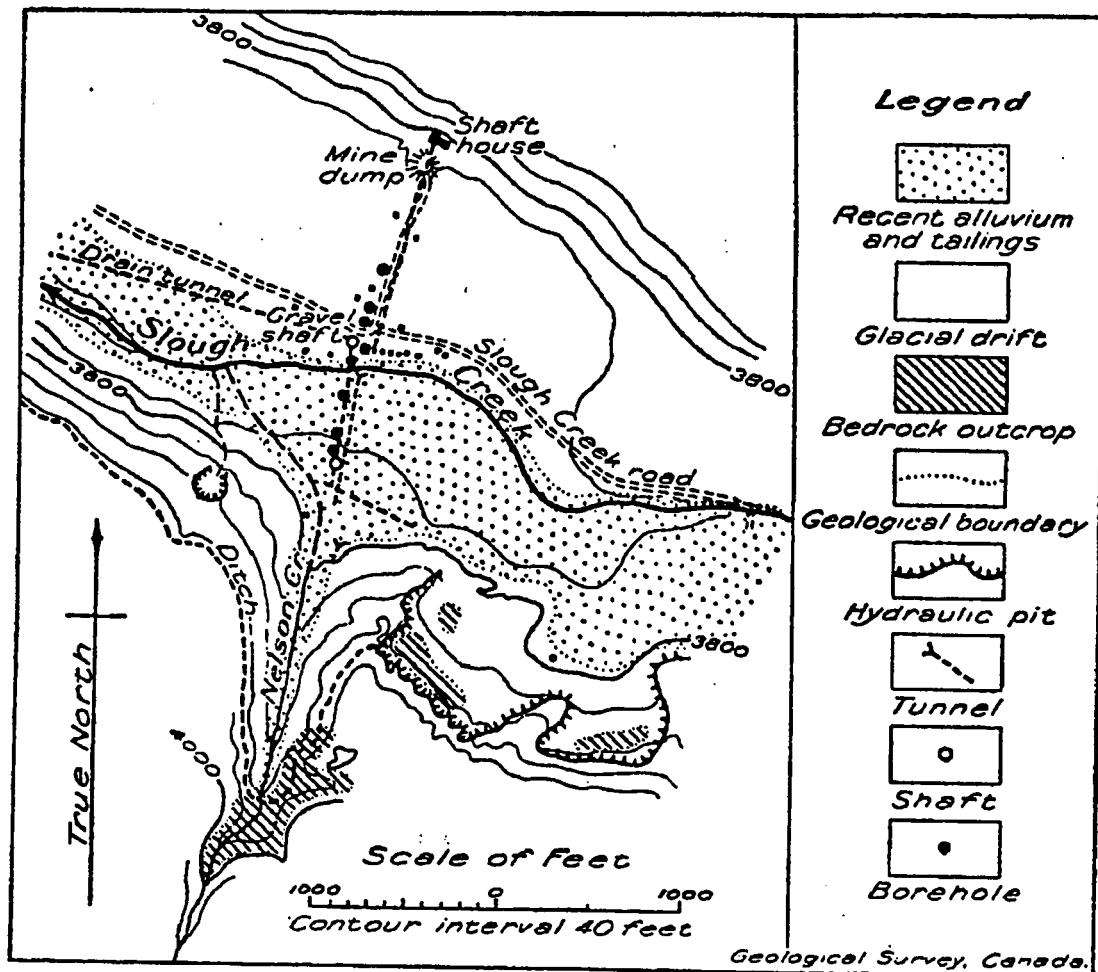 3800
Shaft
house
Mine
dump
Drain tunnel
Gravel
shaft
Slough
Creek
Slough Creek road
3800
3800
Nelson Cr.
Ditch
3800
4000
True North
Scale of Feet
1000 0 1000
Contour interval 40 feet
Legend
Recent alluvium
and tailings
Glacial drift
Bedrock outcrop
Geological boundary
Hydraulic pit
Tunnel
Shaft
Borehole
Geological Survey, Canada.